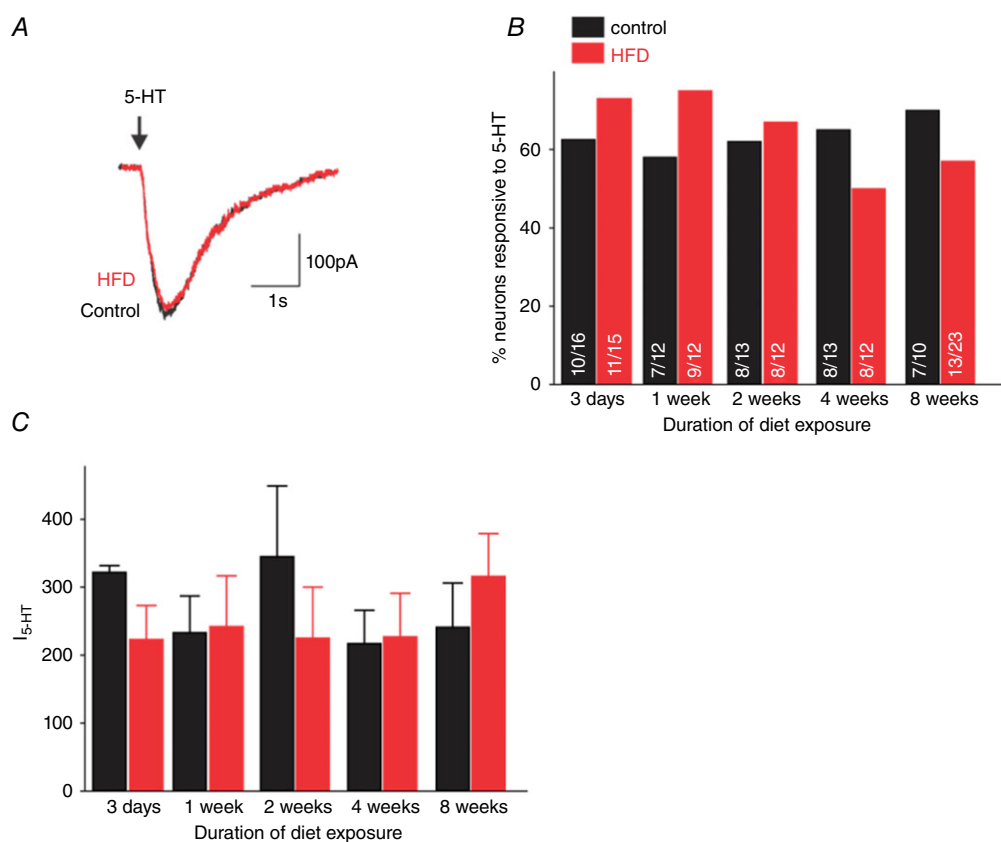 A
5-HT
HFD
Control
100pA
1s
B
control
HFD
% neurons responsive to 5-HT
60
40
20
0
10/16
11/15
7/12
9/12
8/13
8/12
8/13
8/12
7/10
13/23
3 days
1 week
2 weeks
4 weeks
8 weeks
Duration of diet exposure
C
I5-HT
400
300
200
100
0
3 days
1 week
2 weeks
4 weeks
8 weeks
Duration of diet exposure